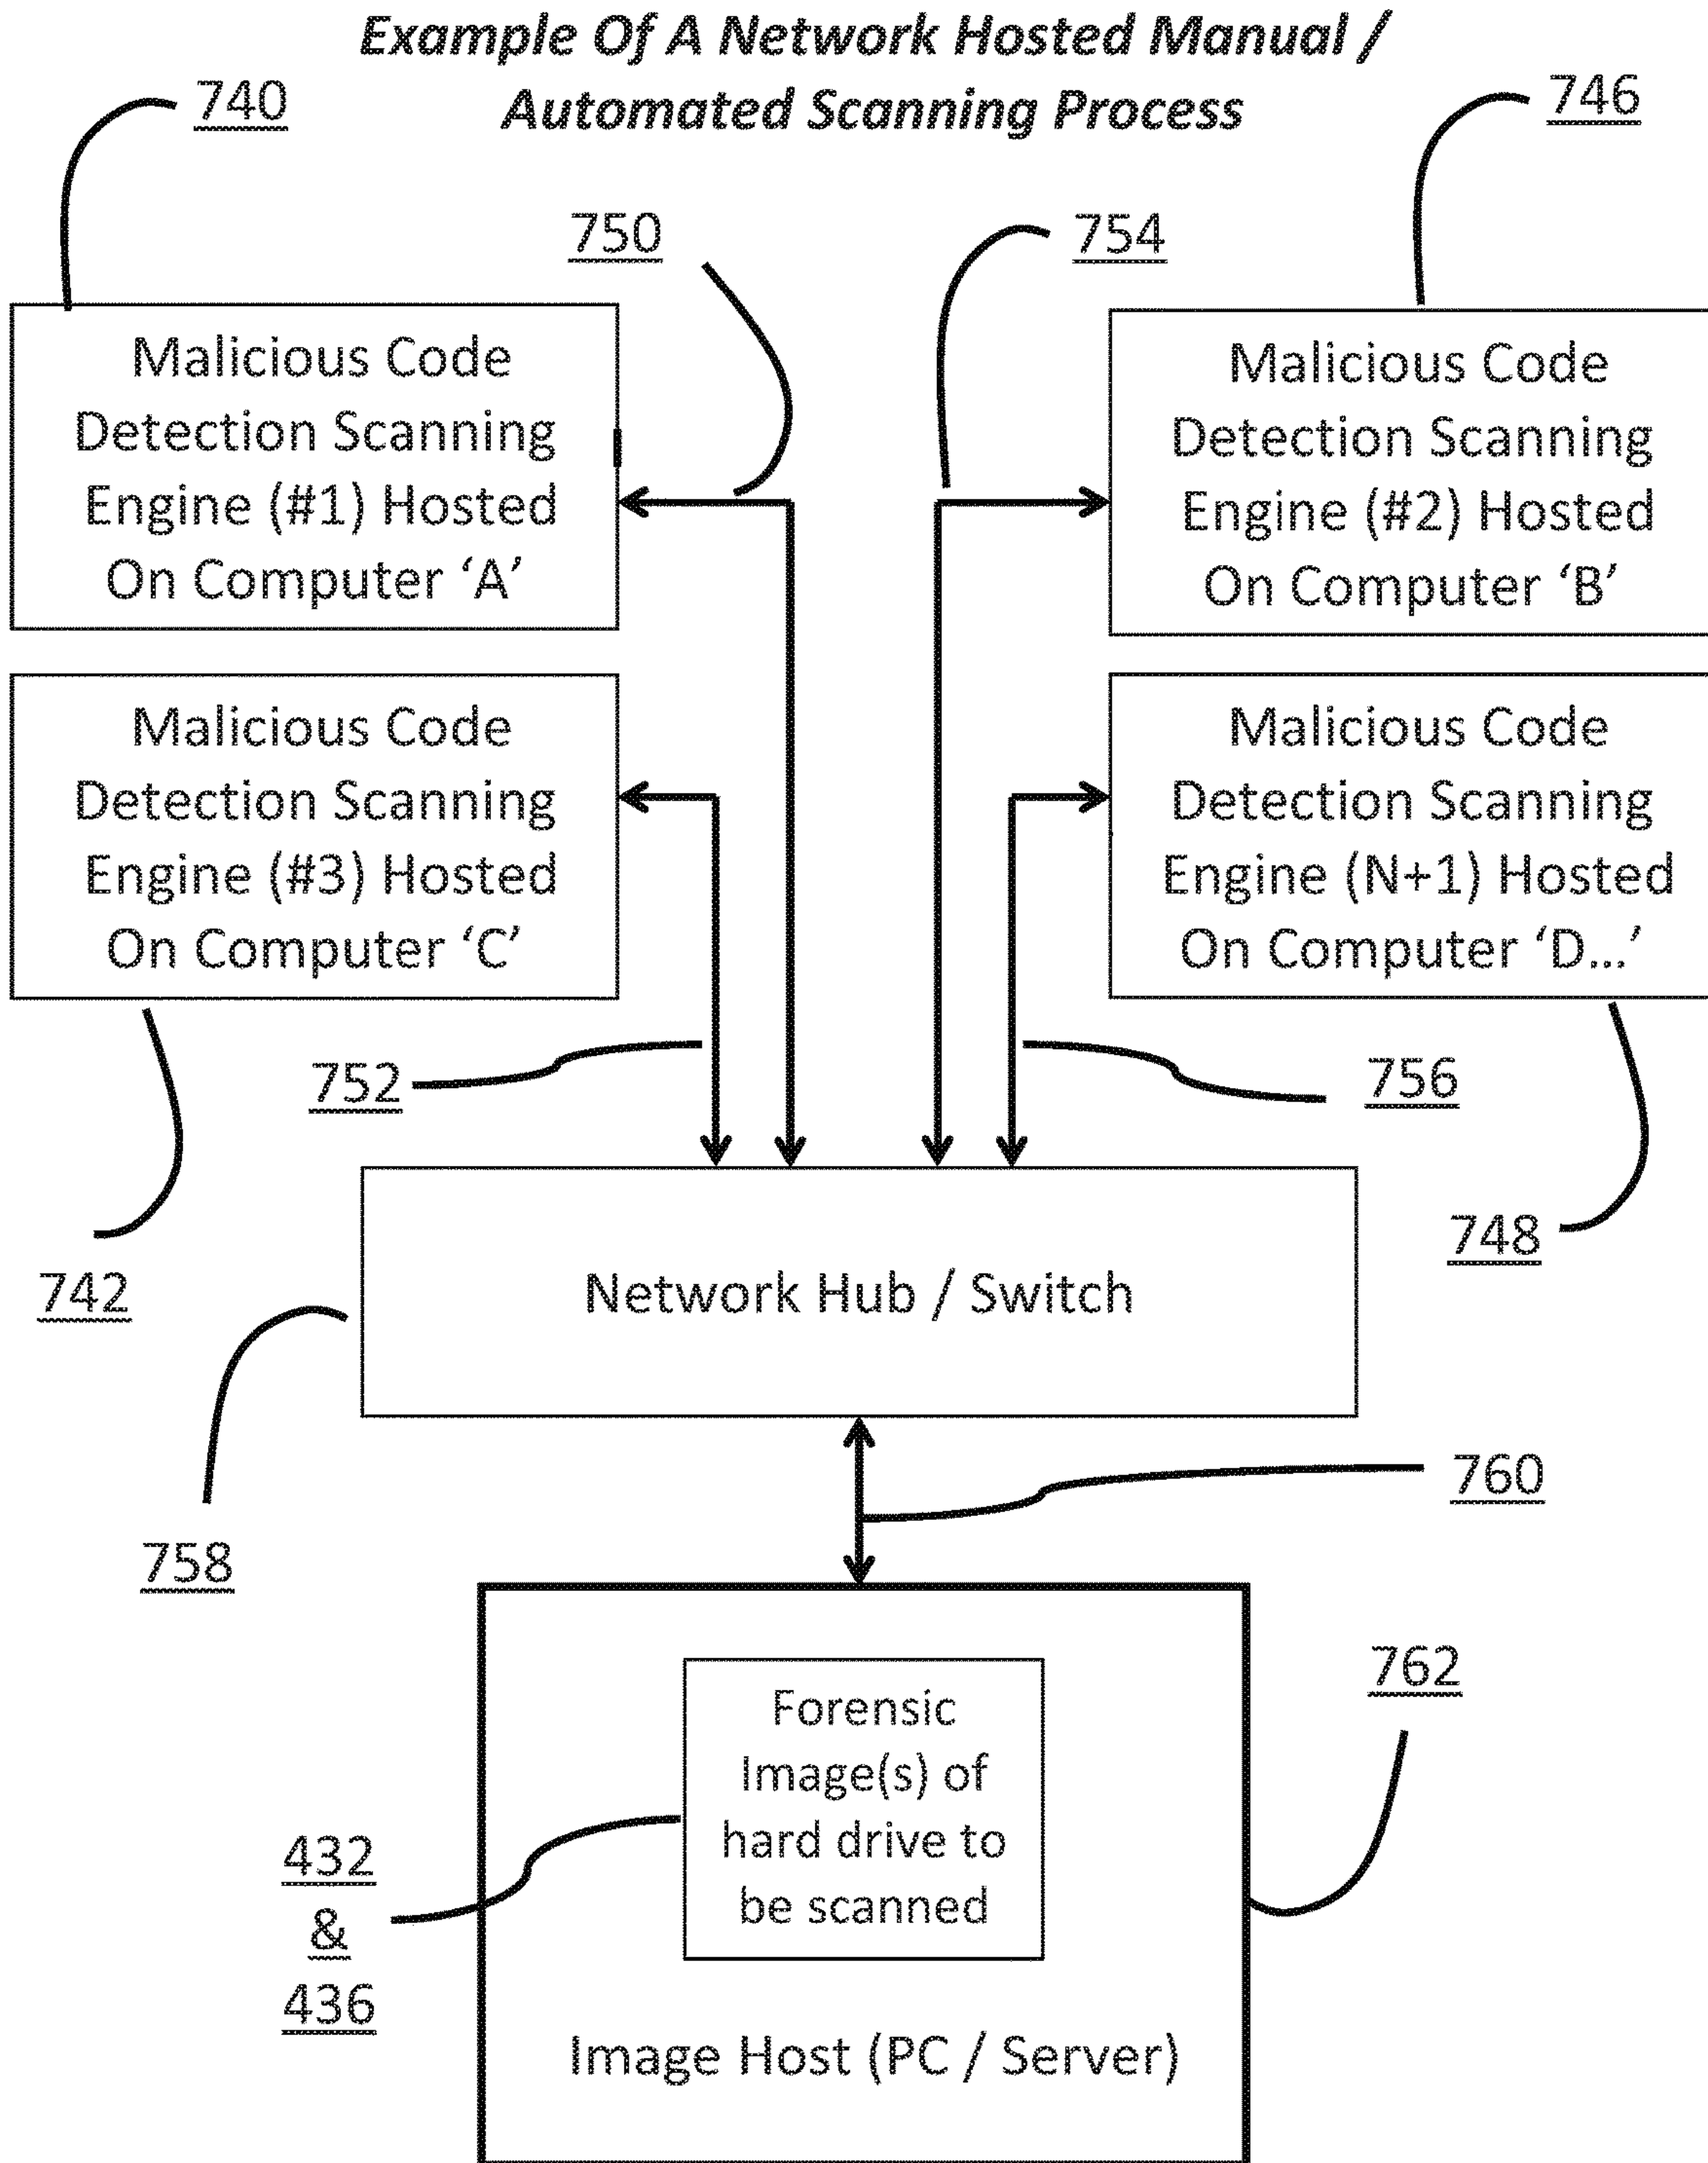 Example Of A Network Hosted Manual /
Automated Scanning Process
740
746
750
754
Malicious Code
Detection Scanning
Engine (#1) Hosted
On Computer ‘A’
Malicious Code
Detection Scanning
Engine (#2) Hosted
On Computer ‘B’
Malicious Code
Detection Scanning
Engine (#3) Hosted
On Computer ‘C’
Malicious Code
Detection Scanning
Engine (N+1) Hosted
On Computer ‘D...’
752
756
742
748
Network Hub / Switch
758
760
762
Forensic
Image(s) of
hard drive to
be scanned
432
&
436
Image Host (PC / Server)